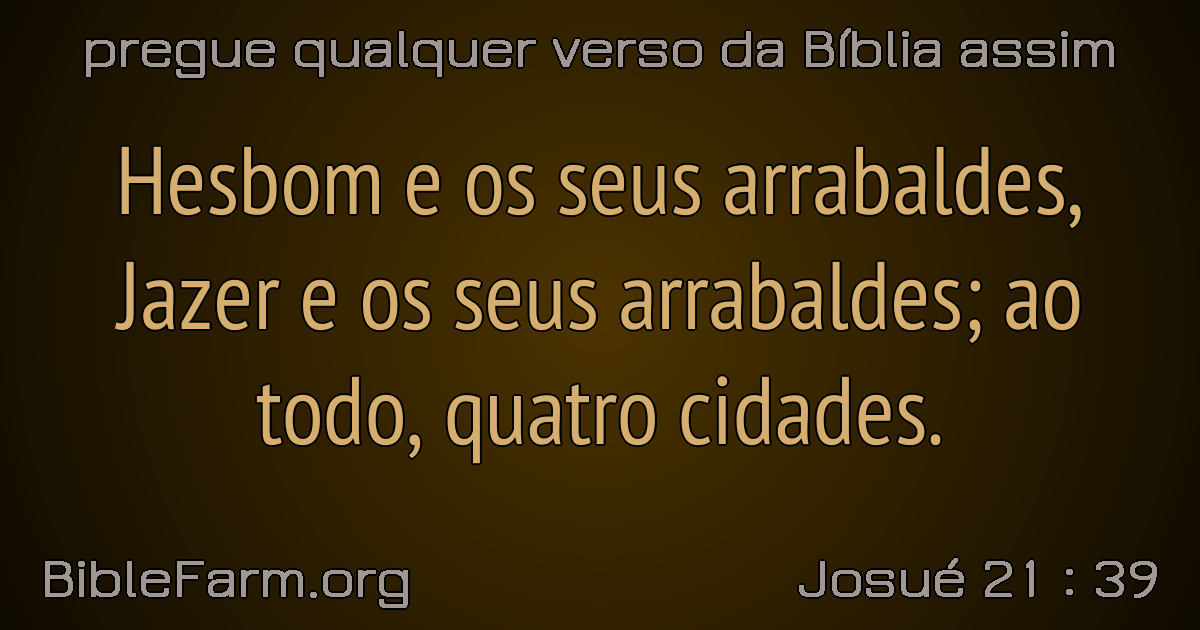 pregue qualquer verso da Bíblia assim
Hesbom e os seus arrabaldes,
Jazer e os seus arrabaldes; ao
todo, quatro cidades.
BibleFarm.org
Josué 21 : 39